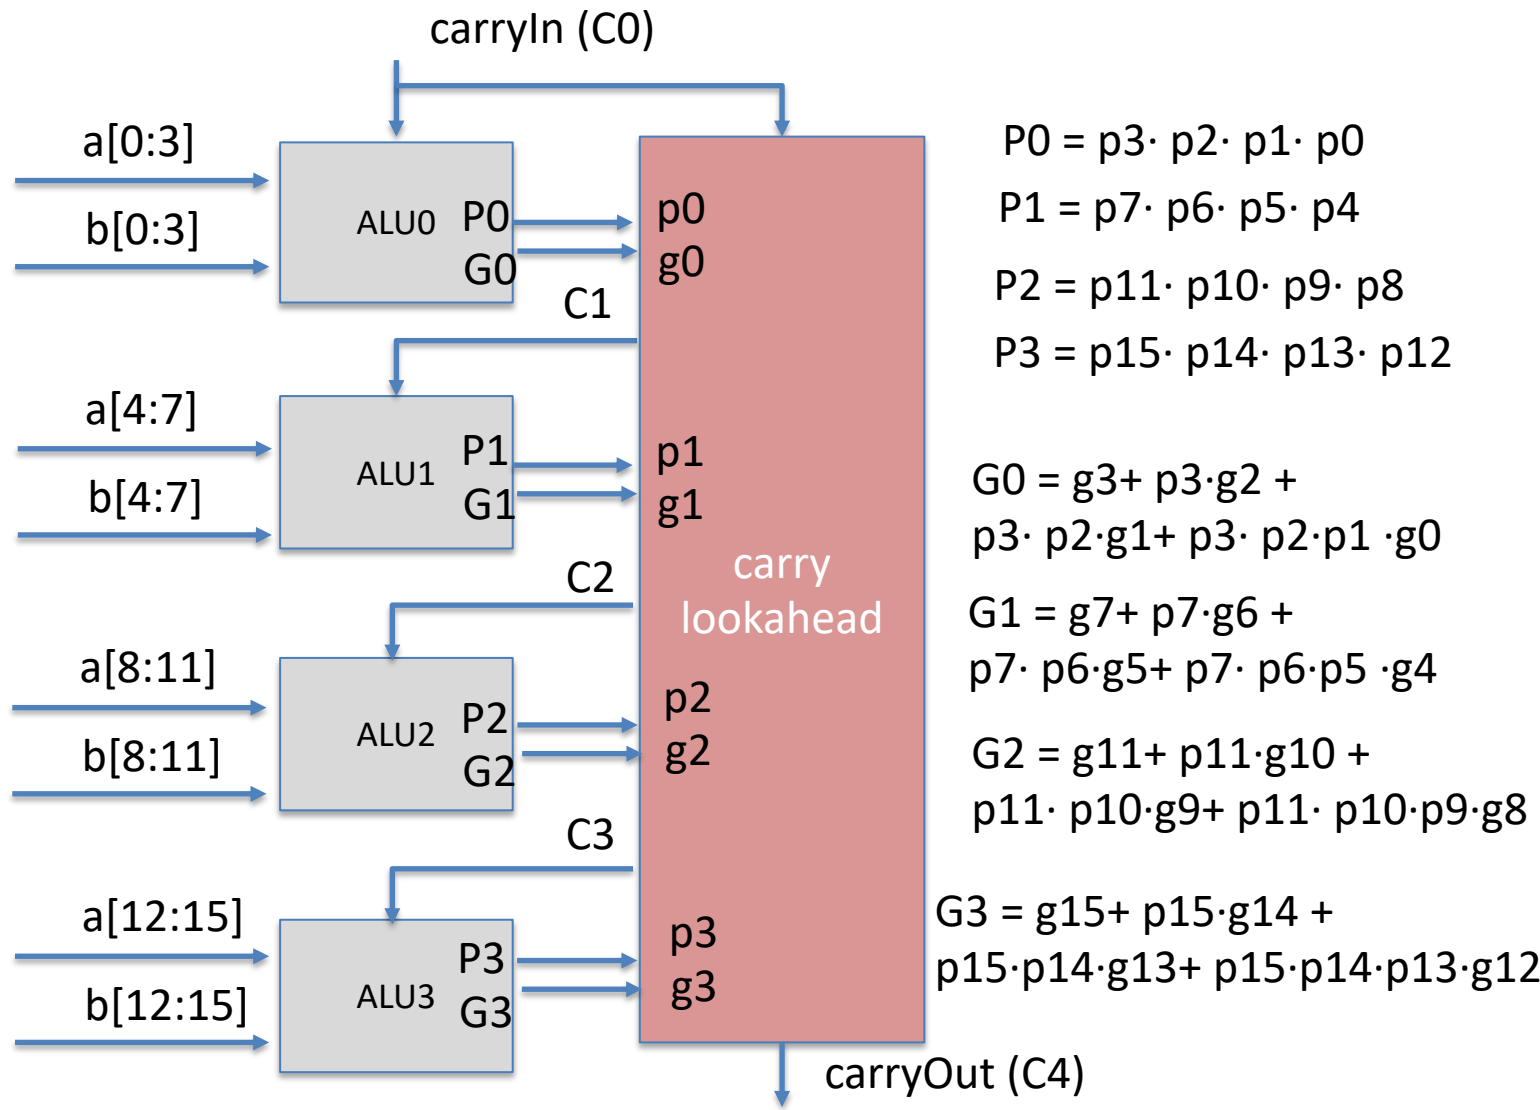 carryIn (C0)
a[0:3]
b[0:3]
ALU0
P0
G0
p0
g0
C1
a[4:7]
b[4:7]
ALU1
P1
G1
p1
g1
carry
lookahead
C2
a[8:11]
b[8:11]
ALU2
P2
G2
p2
g2
C3
a[12:15]
b[12:15]
ALU3
P3
G3
p3
g3
carryOut (C4)
P0 = p3· p2· p1· p0
P1 = p7· p6· p5· p4
P2 = p11· p10· p9· p8
P3 = p15· p14· p13· p12
G0 = g3+ p3·g2 +
p3· p2·g1+ p3· p2·p1 ·g0
G1 = g7+ p7·g6 +
p7· p6·g5+ p7· p6·p5 ·g4
G2 = g11+ p11·g10 +
p11· p10·g9+ p11· p10·p9·g8
G3 = g15+ p15·g14 +
p15·p14·g13+ p15·p14·p13·g12